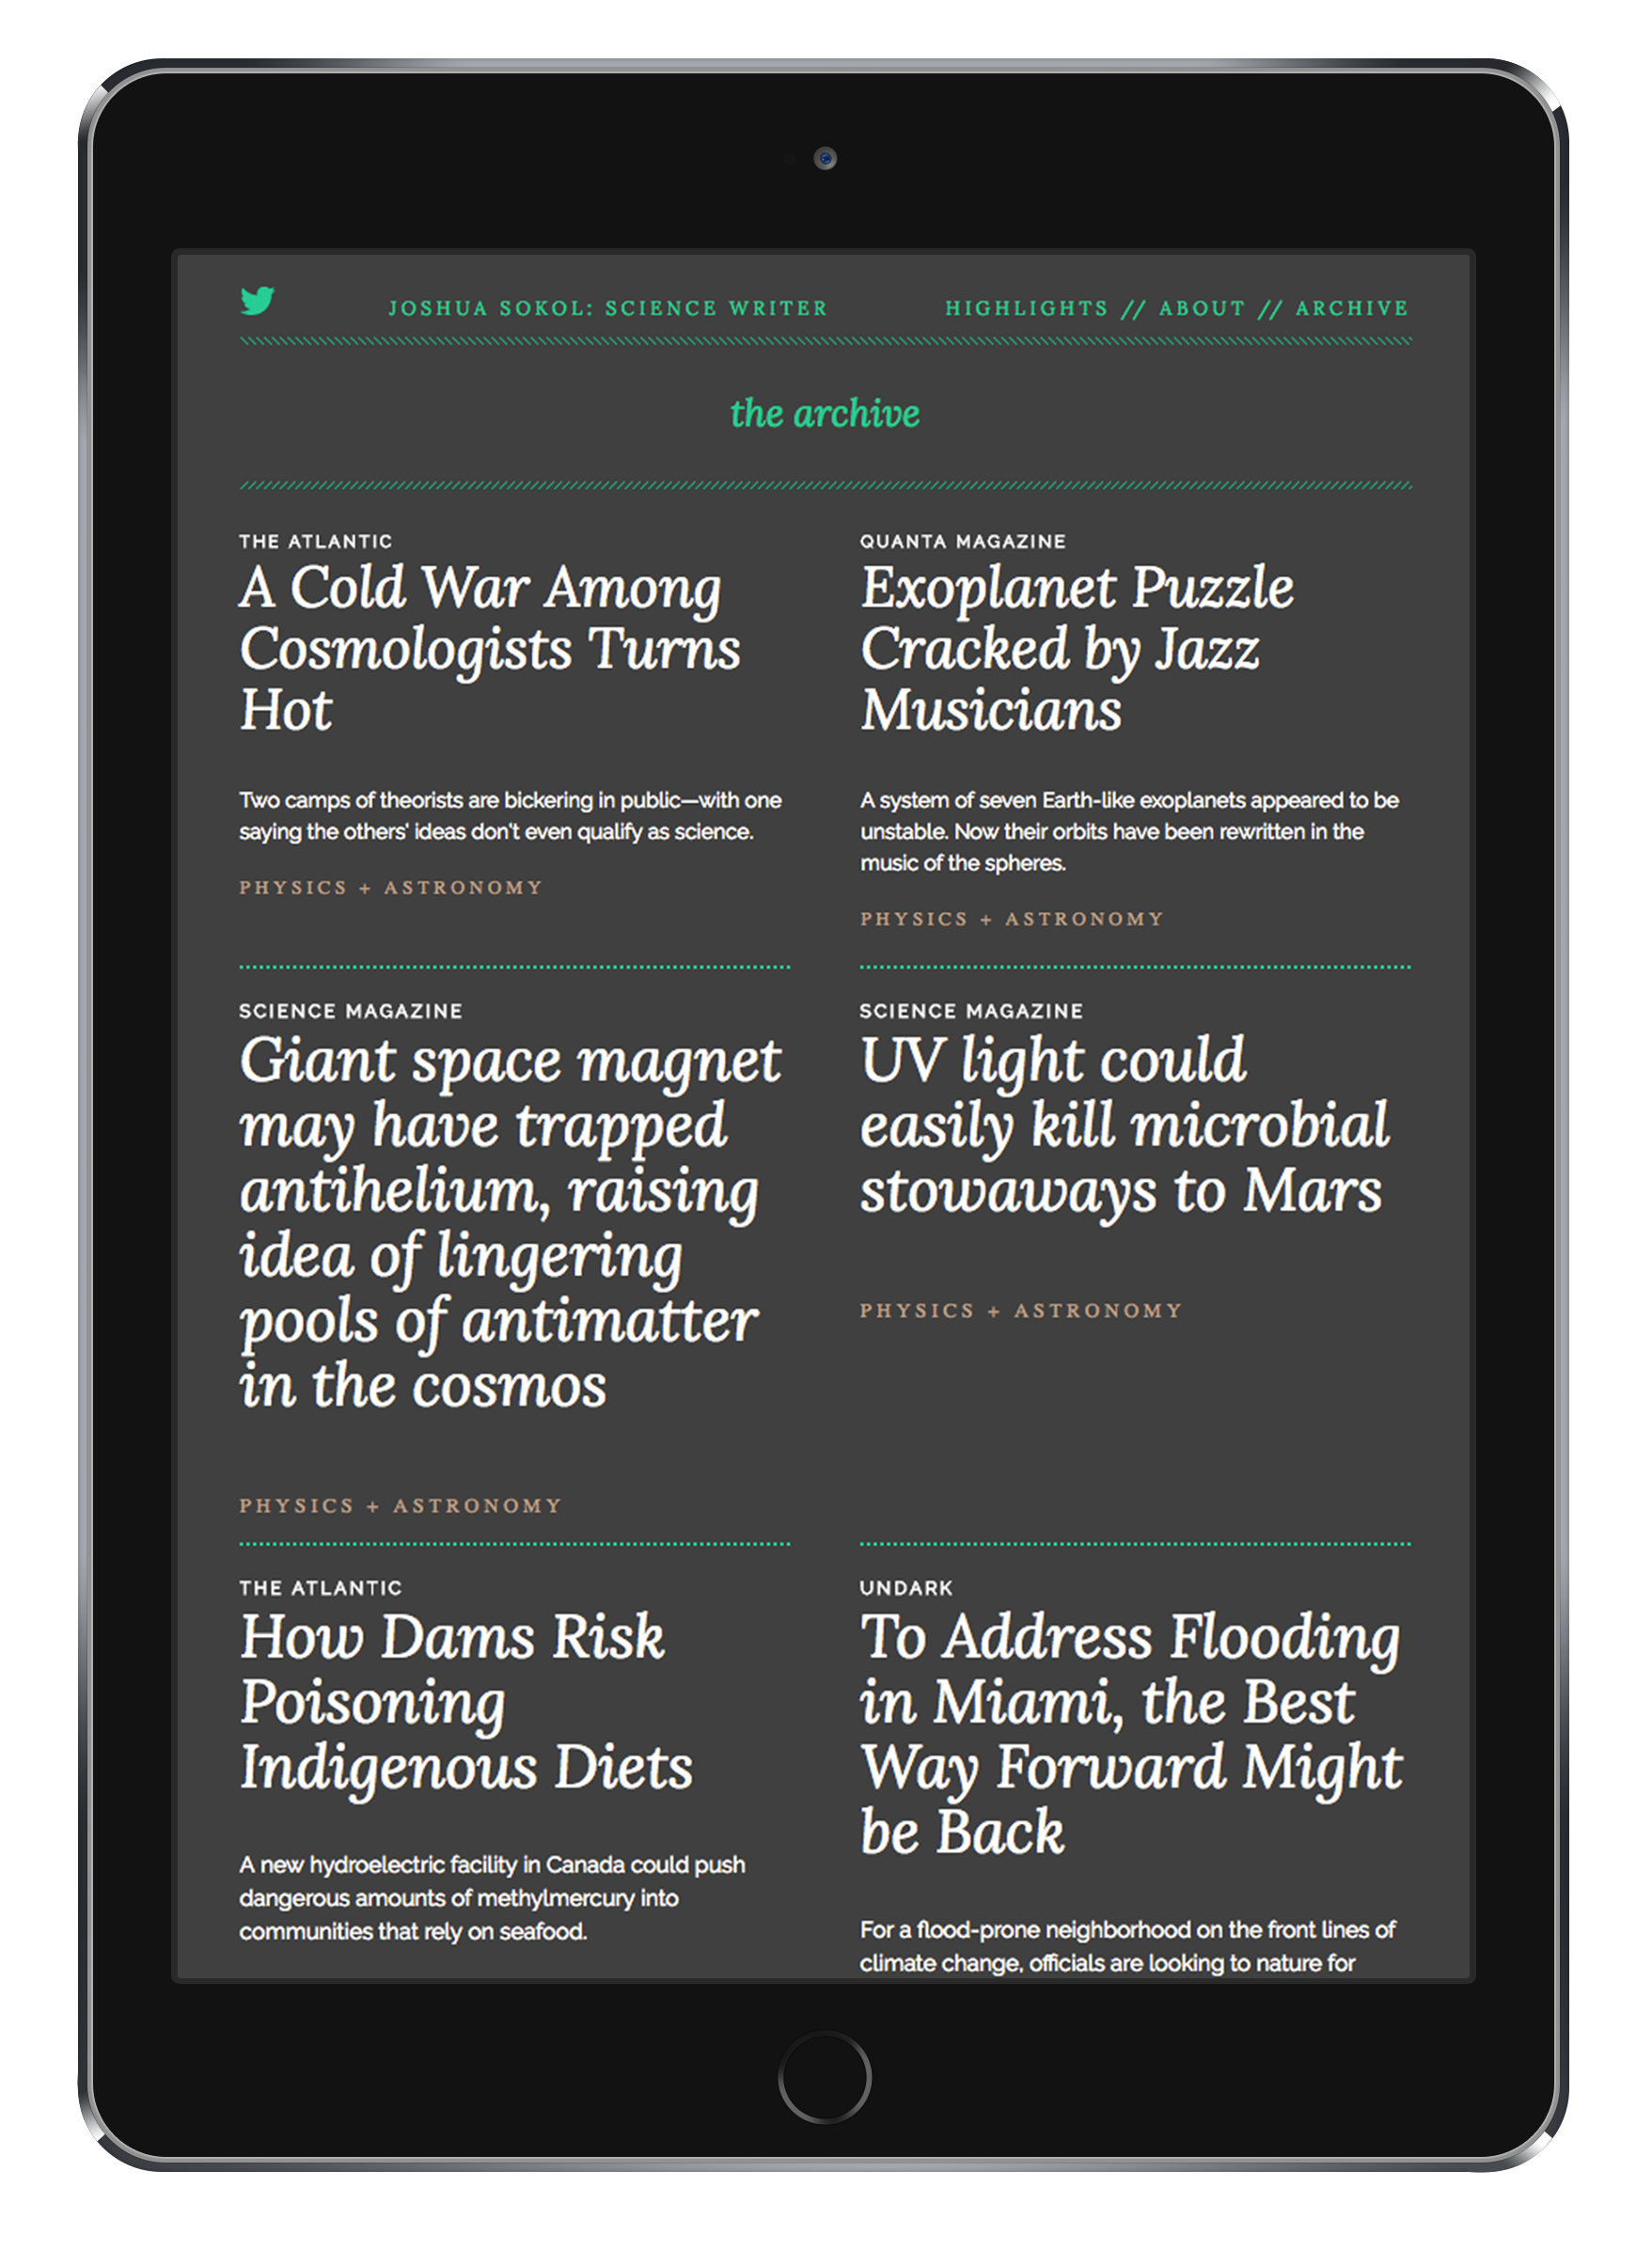 JOSHUA SOKOL: SCIENCE WRITER
HIGHLIGHTS // ABOUT // ARCHIVE
the archive
THE ATLANTIC
A Cold War Among
Cosmologists Turns
Hot
Two camps of theorists are bickering in public—with one
saying the others' ideas don't even qualify as science.
PHYSICS + ASTRONOMY
QUANTA MAGAZINE
Exoplanet Puzzle
Cracked by Jazz
Musicians
A system of seven Earth-like exoplanets appeared to be
unstable. Now their orbits have been rewritten in the
music of the spheres.
PHYSICS + ASTRONOMY
SCIENCE MAGAZINE
Giant space magnet
may have trapped
antihelium, raising
idea of lingering
pools of antimatter
in the cosmos
PHYSICS + ASTRONOMY
SCIENCE MAGAZINE
UV light could
easily kill microbial
stowaways to Mars
PHYSICS + ASTRONOMY
THE ATLANTIC
How Dams Risk
Poisoning
Indigenous Diets
A new hydroelectric facility in Canada could push
dangerous amounts of methylmercury into
communities that rely on seafood.
UNDARK
To Address Flooding
in Miami, the Best
Way Forward Might
be Back
For a flood-prone neighborhood on the front lines of
climate change, officials are looking to nature for